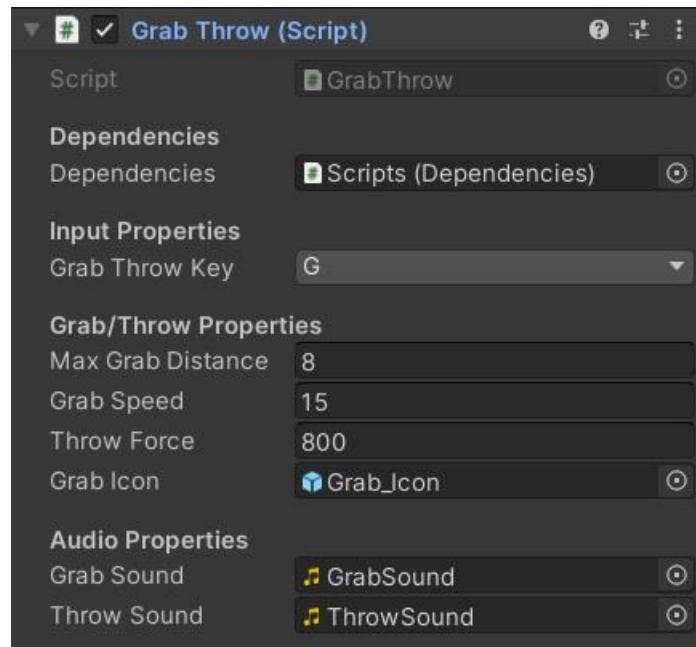 Grab Throw (Script)
Script GrabThrow
Dependencies
Dependencies Scripts (Dependencies)
Input Properties
Grab Throw Key G
Grab/Throw Properties
Max Grab Distance 8
Grab Speed 15
Throw Force 800
Grab Icon Grab_Icon
Audio Properties
Grab Sound GrabSound
Throw Sound ThrowSound